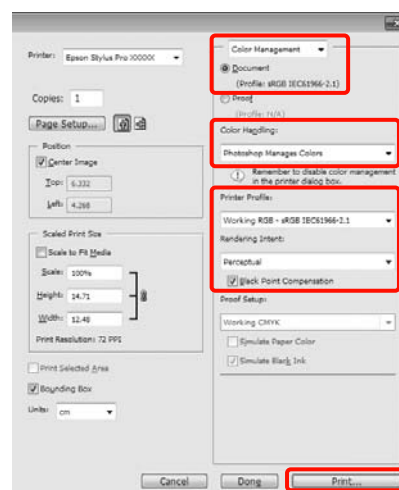 Printer: Epson Stylus Pro XXXXX
Copies: 1
Page Setup...
Position
Center Image
Top: 6.332
Left: 4.268
Scaled Print Size
Scale to Fit Media
Scale: 100%
Height: 14.71
Width: 12.48
Print Resolution: 72 PPI
Print Selected Area
Bounding Box
Units: cm
Color Management
Document
(Profile: sRGB IEC61966-2.1)
Proof
(Profile: N/A)
Color Handling:
Photoshop Manages Colors
Remember to disable color management
in the printer dialog box.
Printer Profile:
Working RGB - sRGB IEC61966-2.1
Rendering Intent:
Perceptual
Black Point Compensation
Proof Setup:
Working CMYK
Simulate Paper Color
Simulate Black Ink
Cancel
Done
Print...